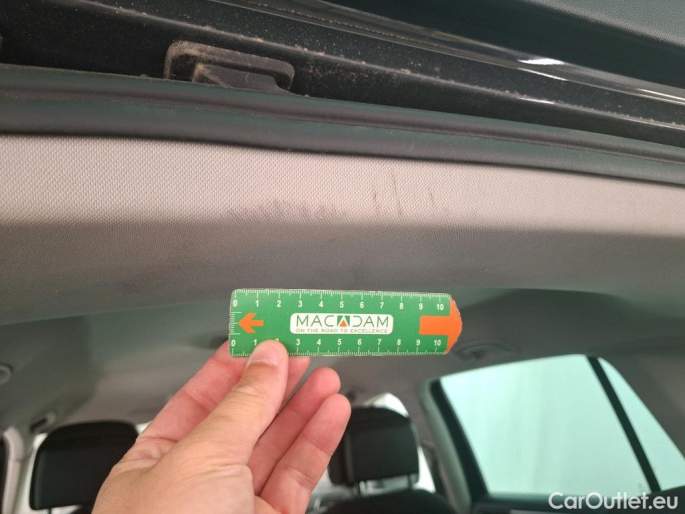 0 1 2 3 4 5 6 7 8 9 10
MACADAM
ON THE ROAD TO EXCELLENCE
0 1 3 4 5 6 7 8 9 10
CarOutlet.eu